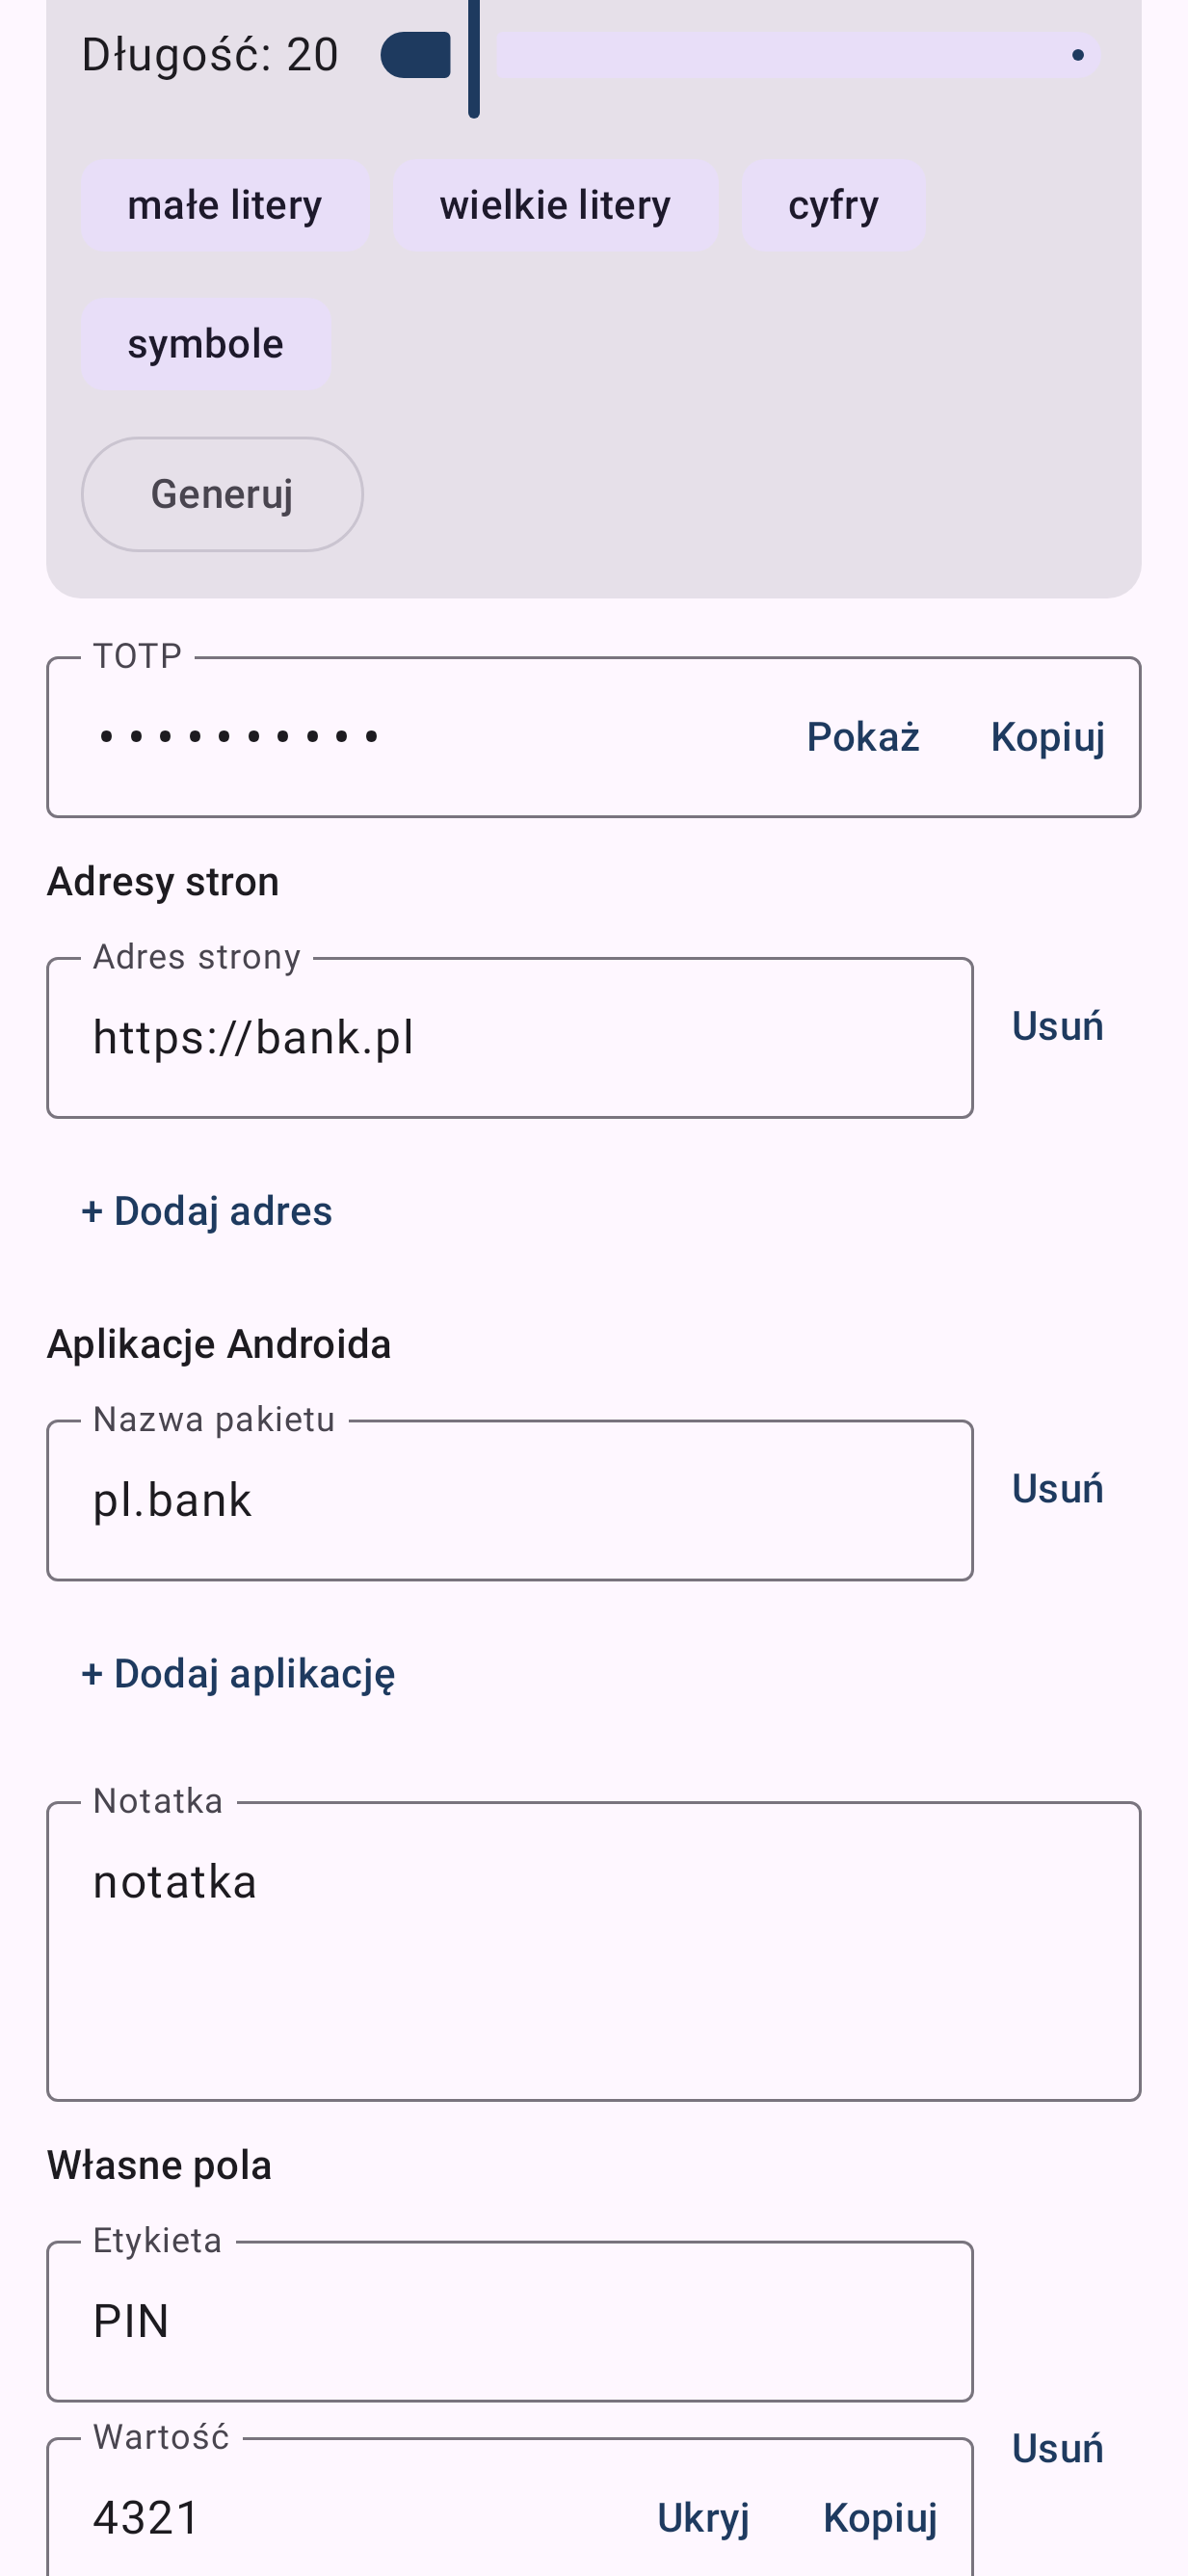 Długość: 20
małe litery wielkie litery cyfry
symbole
Generuj
TOTP
•••••••••• Pokaż Kopiuj
Adresy stron
Adres strony
https://bank.pl Usuń
+ Dodaj adres
Aplikacje Androida
Nazwa pakietu
pl.bank Usuń
+ Dodaj aplikację
Notatka
notatka
Własne pola
Etykieta
PIN
Wartość
Usuń
4321 Ukryj Kopiuj